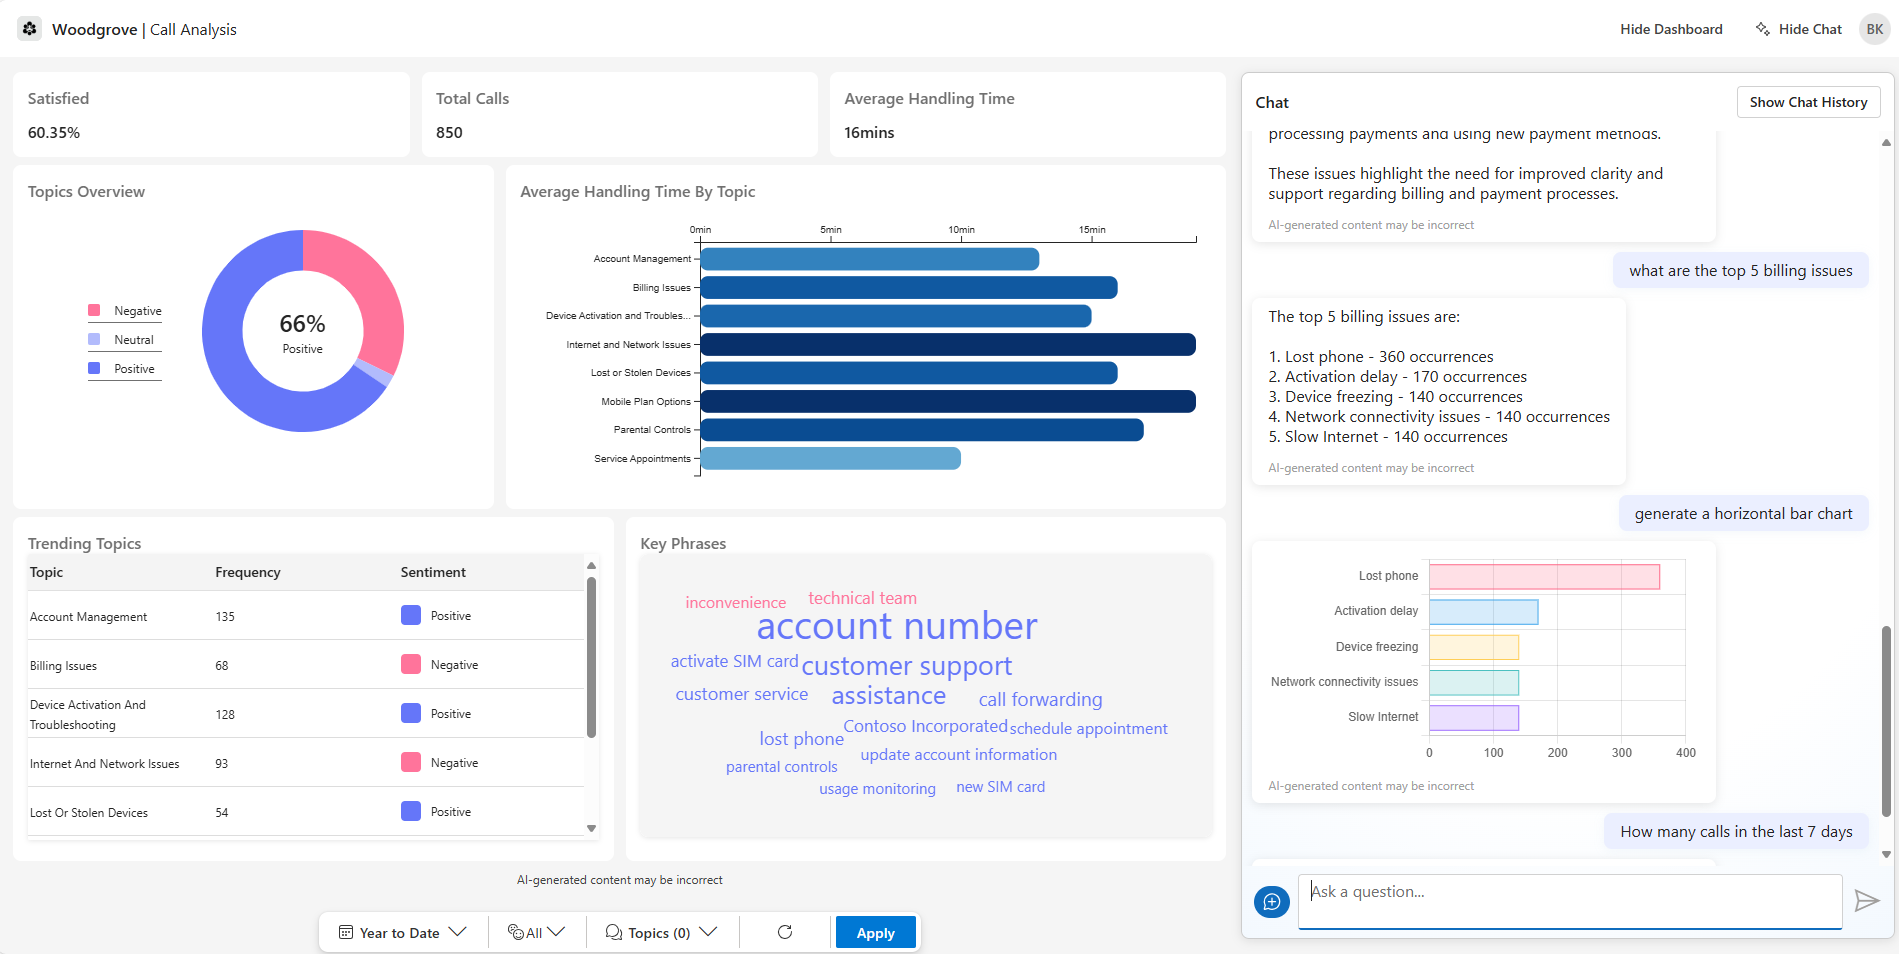 Woodgrove | Call Analysis
Hide Dashboard
Hide Chat
BK
Satisfied
60.35%
Total Calls
850
Average Handling Time
16mins
Topics Overview
Negative
Neutral
Positive
66%
Positive
Average Handling Time By Topic
0min 5min 10min 15min
Account Management
Billing Issues
Device Activation and Troubles...
Internet and Network Issues
Lost or Stolen Devices
Mobile Plan Options
Parental Controls
Service Appointments
Trending Topics
Topic Frequency Sentiment
Account Management 135 Positive
Billing Issues 68 Negative
Device Activation And
Troubleshooting
128 Positive
Internet And Network Issues 93 Negative
Lost Or Stolen Devices 54 Positive
Key Phrases
inconvenience technical team
account number
activate SIM card customer support
customer service assistance call forwarding
Contoso Incorporated schedule appointment
lost phone update account information
parental controls
usage monitoring new SIM card
AI-generated content may be incorrect
Year to Date
All
Topics (0)
Apply
Chat
Show Chat History
processing payments and using new payment methods.
These issues highlight the need for improved clarity and
support regarding billing and payment processes.
AI-generated content may be incorrect
what are the top 5 billing issues
The top 5 billing issues are:
1. Lost phone - 360 occurrences
2. Activation delay - 170 occurrences
3. Device freezing - 140 occurrences
4. Network connectivity issues - 140 occurrences
5. Slow Internet - 140 occurrences
AI-generated content may be incorrect
generate a horizontal bar chart
Lost phone
Activation delay
Device freezing
Network connectivity issues
Slow Internet
0 100 200 300 400
AI-generated content may be incorrect
How many calls in the last 7 days
Ask a question...